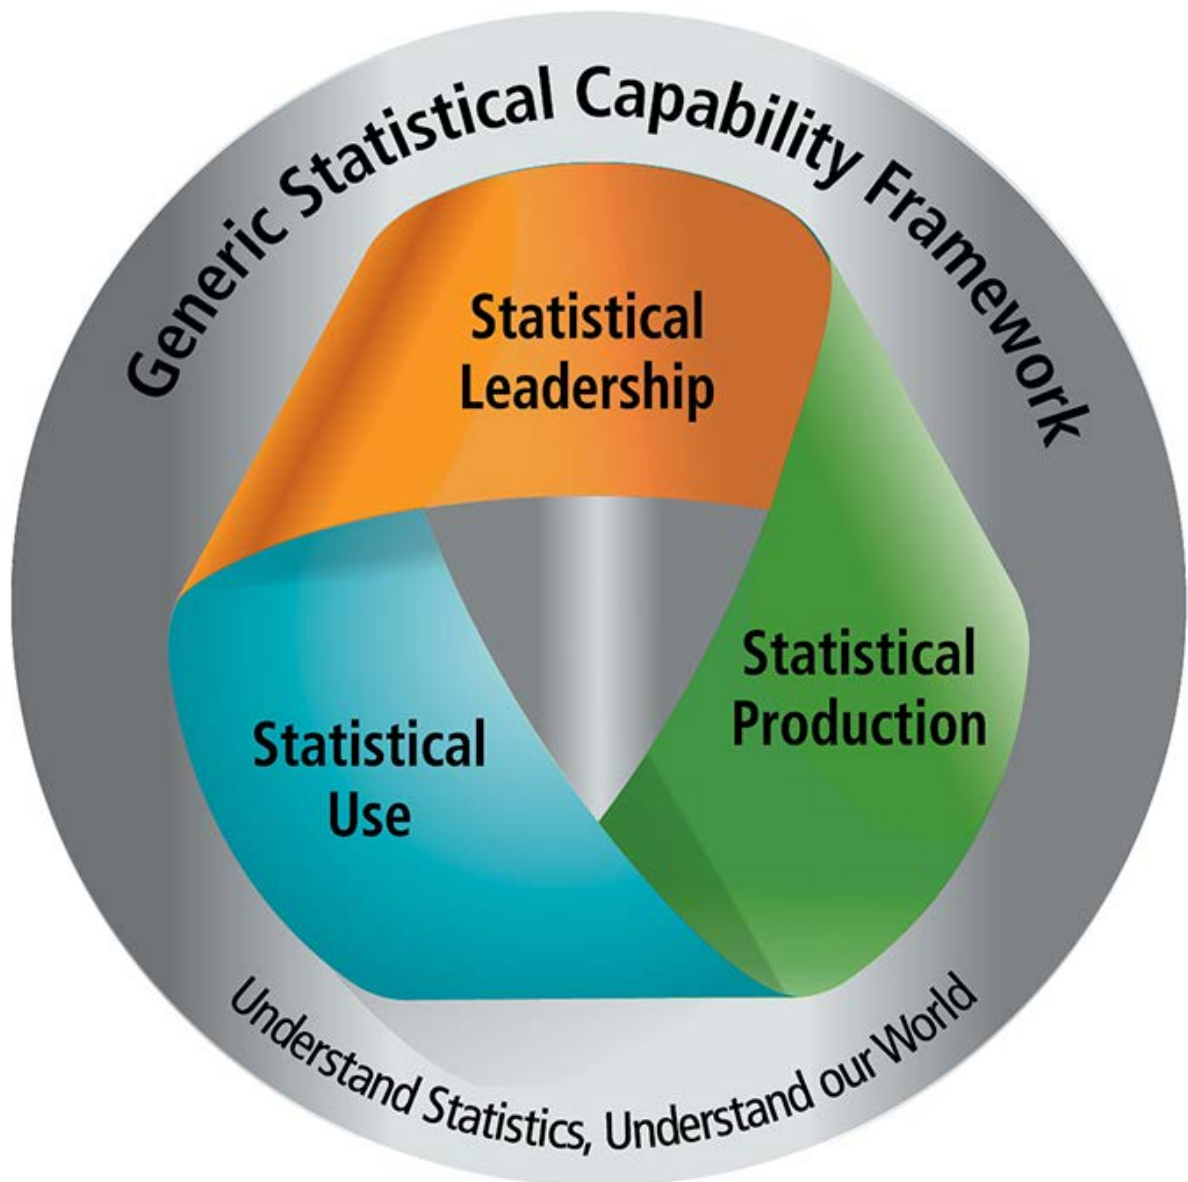 Generic Statistical Capability Framework
Statistical
Leadership
Statistical
Production
Statistical
Use
Understand Statistics, Understand our World